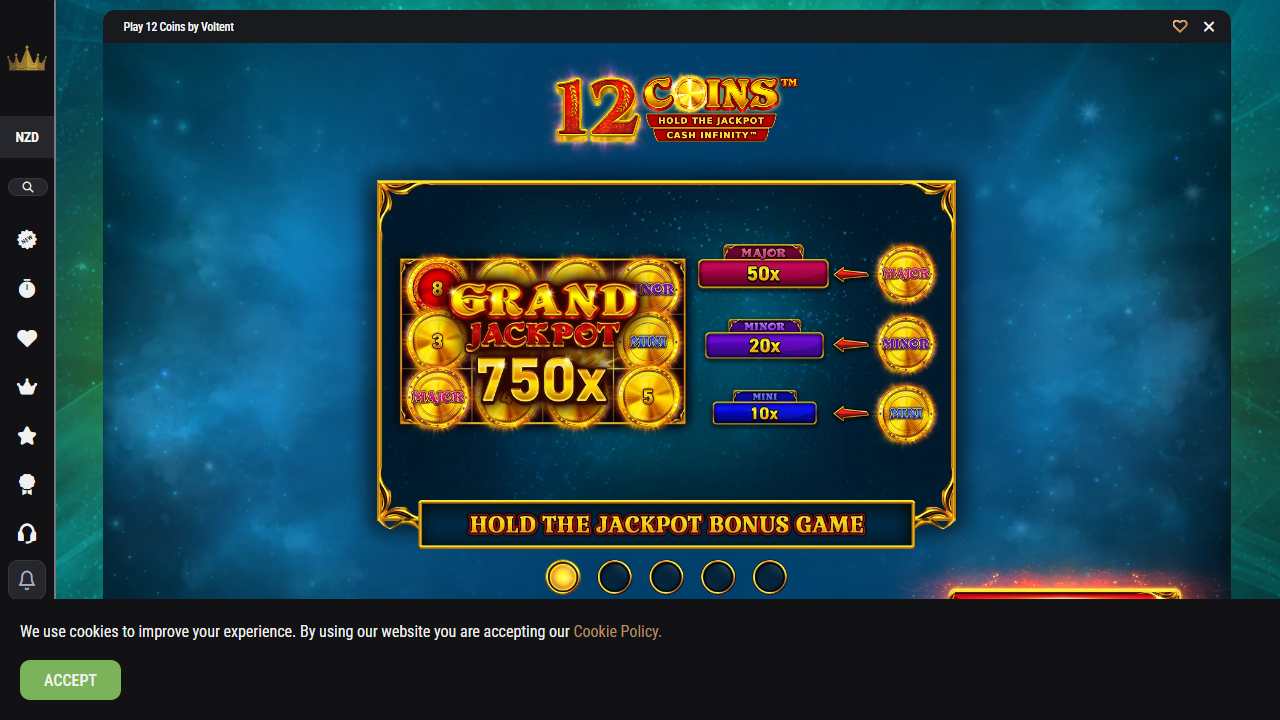 Play 12 Coins by Voltent
NZD
NEW
12 COINS™
HOLD THE JACKPOT
CASH INFINITY™
8
GRAND
JACKPOT
750x
3
MINI
MAJOR
5
MAJOR
50x
MAJOR
MINOR
20x
MINOR
MINI
10x
MINI
HOLD THE JACKPOT BONUS GAME
We use cookies to improve your experience. By using our website you are accepting our Cookie Policy.
ACCEPT